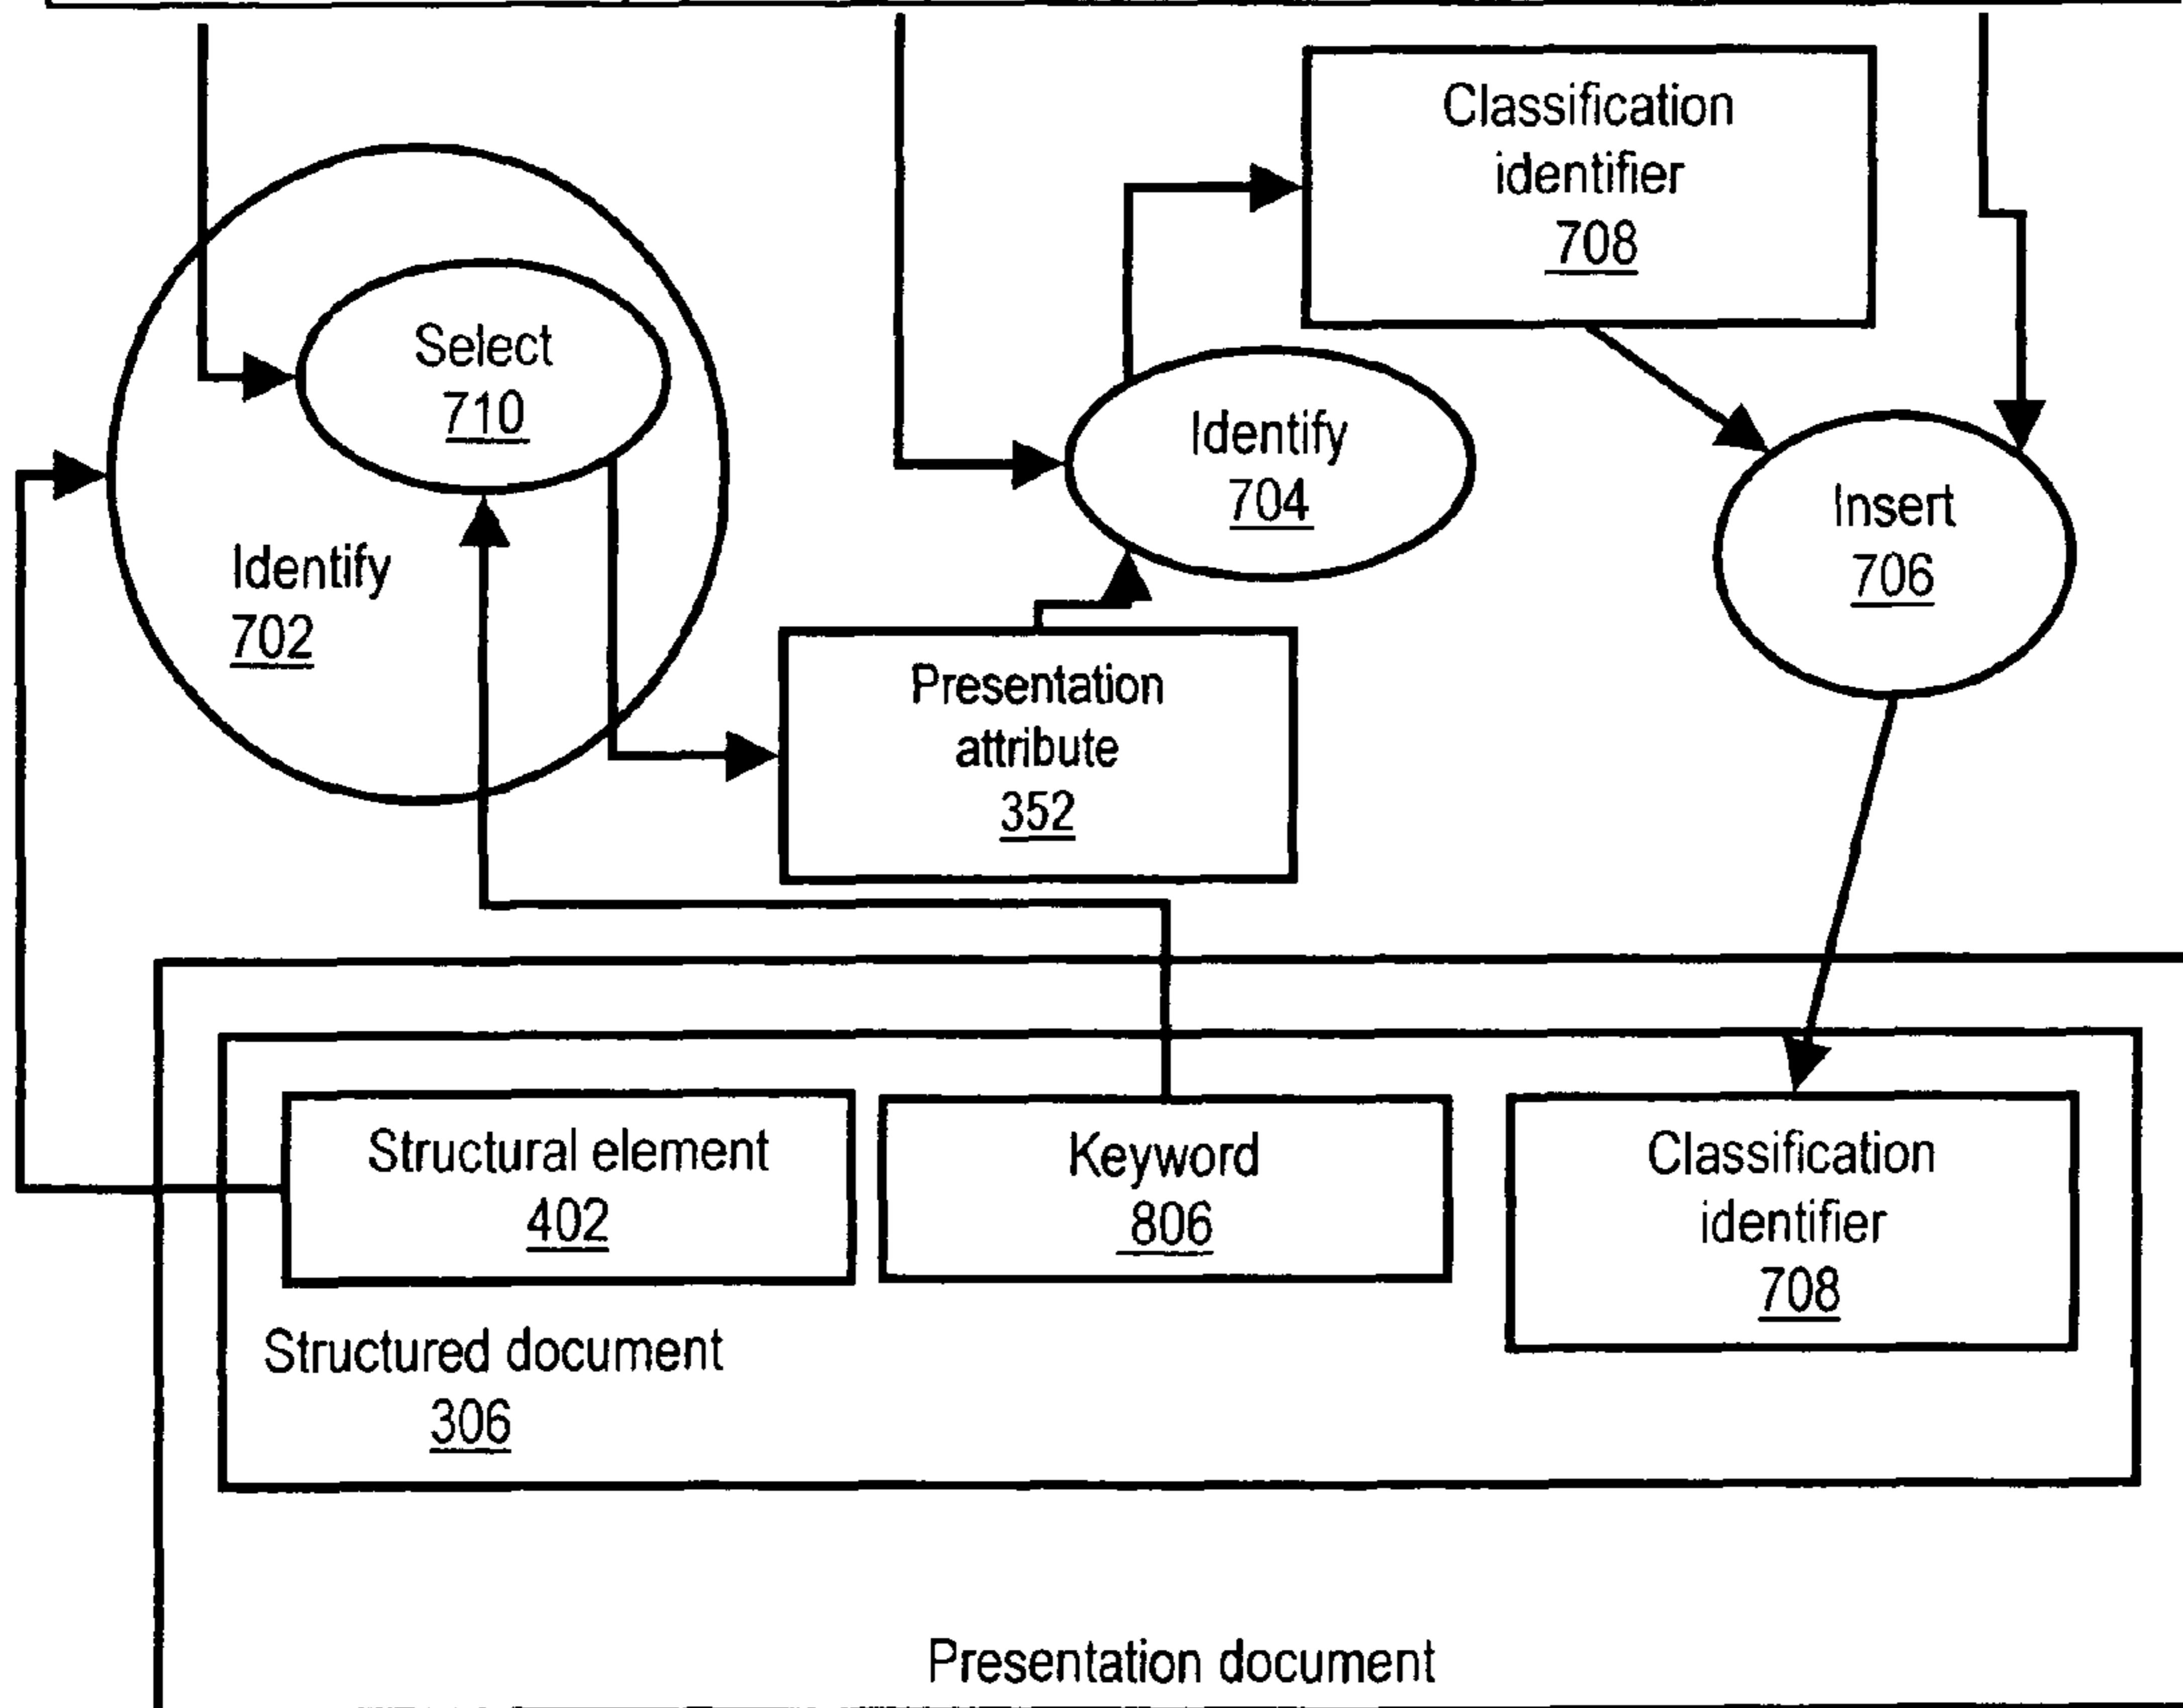 Classification
identifier
708
Select
710
Identify
704
Insert
706
Identify
702
Presentation
attribute
352
Structural element
402
Keyword
806
Classification
identifier
708
Structured document
306
Presentation document